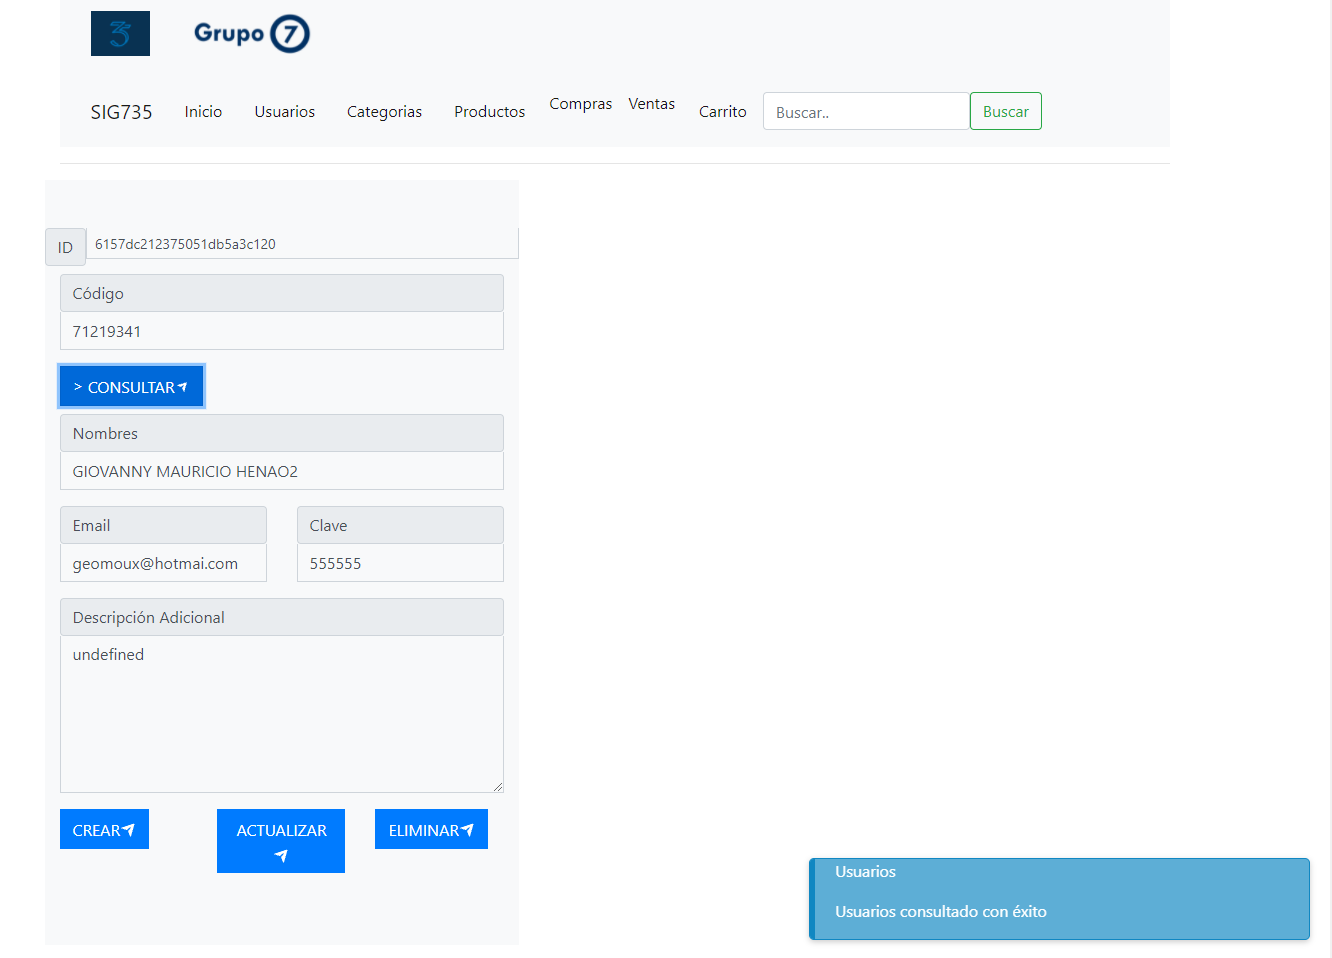 Grupo 7
SIG735 Inicio Usuarios Categorias Productos Compras Ventas Carrito Buscar.. Buscar
ID 6157dc212375051db5a3c120
Código
71219341
> CONSULTAR
Nombres
GIOVANNY MAURICIO HENAO2
Email Clave
geomoux@hotmai.com 555555
Descripción Adicional
undefined
CREAR ACTUALIZAR ELIMINAR
Usuarios
Usuarios consultado con éxito